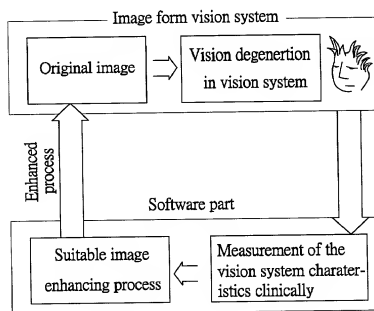 Image form vision system
Original image
Vision degenertion
in vision system
Enhanced
process
Software part
Suitable image
enhancing process
Measurement of the
vision system charater-
istics clinically